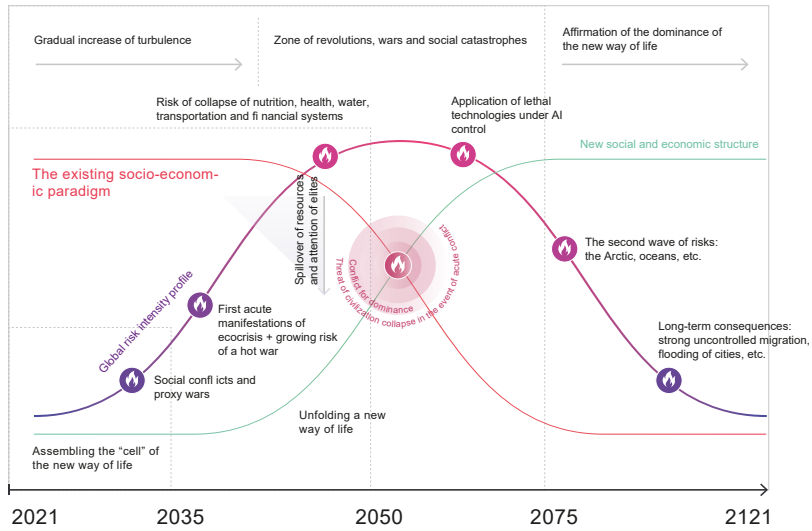 Gradual increase of turbulence
Zone of revolutions, wars and social catastrophes
Affirmation of the dominance of
the new way of life
Risk of collapse of nutrition, health, water,
transportation and fi nancial systems
Application of lethal
technologies under AI
control
New social and economic structure
The existing socio-econom-
ic paradigm
Spillover of resources
and attention of elites
Conflict for dominance
Threat of civilization collapse in the event of acute conflict
The second wave of risks:
the Arctic, oceans, etc.
Global risk intensity profile
First acute
manifestations of
ecocrisis + growing risk
of a hot war
Long-term consequences:
strong uncontrolled migration,
flooding of cities, etc.
Social confl icts and
proxy wars
Unfolding a new
way of life
Assembling the “cell” of
the new way of life
2021
2035
2050
2075
2121